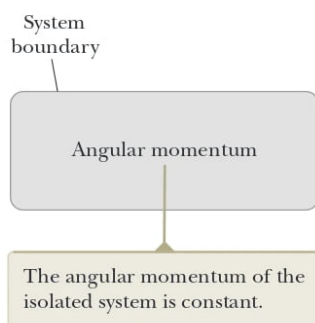 System
boundary
Angular momentum
The angular momentum of the
isolated system is constant.